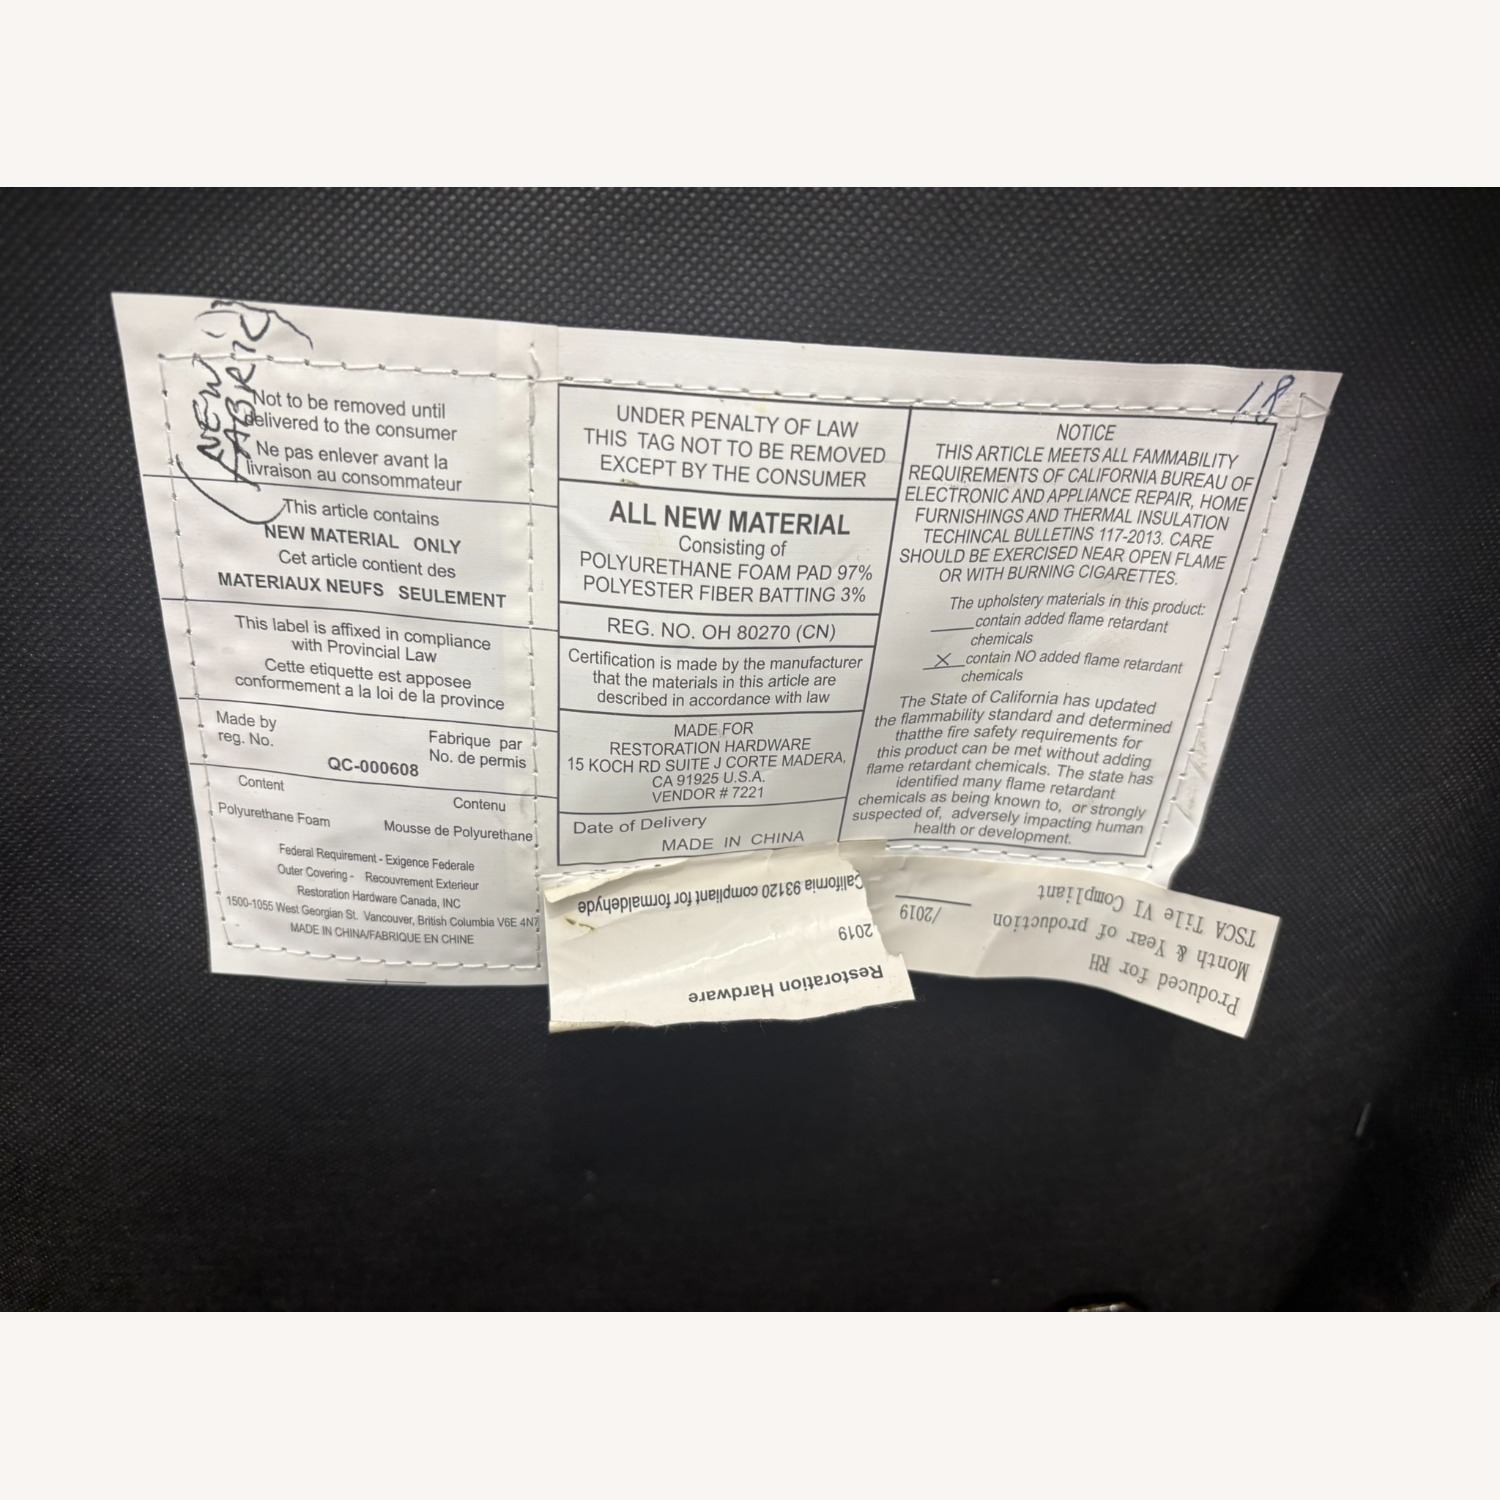 NEW
FABRIC
Not to be removed until
delivered to the consumer
Ne pas enlever avant la
livraison au consommateur
This article contains
NEW MATERIAL ONLY
Cet article contient des
MATERIAUX NEUFS SEULEMENT
This label is affixed in compliance
with Provincial Law
Cette etiquette est apposee
conformement a la loi de la province
Made by
reg. No.
Fabrique par
No. de permis
QC-000608
Content
Contenu
Polyurethane Foam
Mousse de Polyurethane
Federal Requirement - Exigence Federale
Outer Covering - Recouvrement Exterieur
Restoration Hardware Canada, INC
1500-1055 West Georgian St. Vancouver, British Columbia V6E 4N7
MADE IN CHINA/FABRIQUE EN CHINE
UNDER PENALTY OF LAW
THIS TAG NOT TO BE REMOVED
EXCEPT BY THE CONSUMER
ALL NEW MATERIAL
Consisting of
POLYURETHANE FOAM PAD 97%
POLYESTER FIBER BATTING 3%
REG. NO. OH 80270 (CN)
Certification is made by the manufacturer
that the materials in this article are
described in accordance with law
MADE FOR
RESTORATION HARDWARE
15 KOCH RD SUITE J CORTE MADERA,
CA 91925 U.S.A.
VENDOR # 7221
Date of Delivery
MADE IN CHINA
18
NOTICE
THIS ARTICLE MEETS ALL FAMMABILITY
REQUIREMENTS OF CALIFORNIA BUREAU OF
ELECTRONIC AND APPLIANCE REPAIR, HOME
FURNISHINGS AND THERMAL INSULATION
TECHINCAL BULLETINS 117-2013. CARE
SHOULD BE EXERCISED NEAR OPEN FLAME
OR WITH BURNING CIGARETTES.
The upholstery materials in this product:
contain added flame retardant
chemicals
X contain NO added flame retardant
chemicals
The State of California has updated
the flammability standard and determined
thatthe fire safety requirements for
this product can be met without adding
flame retardant chemicals. The state has
identified many flame retardant
chemicals as being known to, or strongly
suspected of, adversely impacting human
health or development.
Restoration Hardware
2019
California 93120 compliant for formaldehyde
Produced for RH
Month & Year of production /2019
TSCA Tile VI Compliant